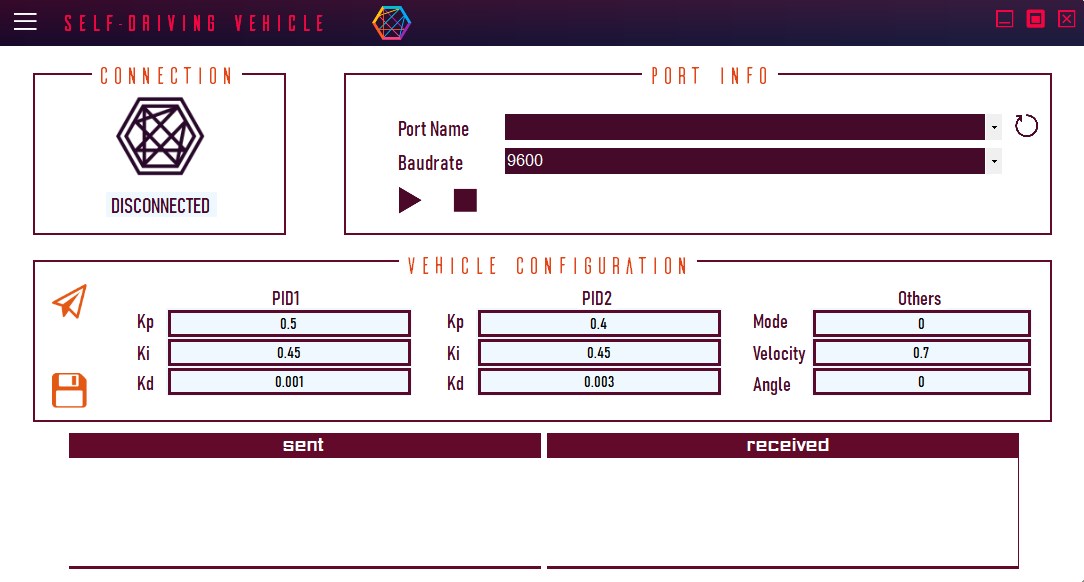 SELF-DRIVING VEHICLE
CONNECTION
DISCONNECTED
PORT INFO
Port Name
Baudrate 9600
VEHICLE CONFIGURATION
PID1 PID2 Others
Kp 0.5 Kp 0.4 Mode 0
Ki 0.45 Ki 0.45 Velocity 0.7
Kd 0.001 Kd 0.003 Angle 0
sent received